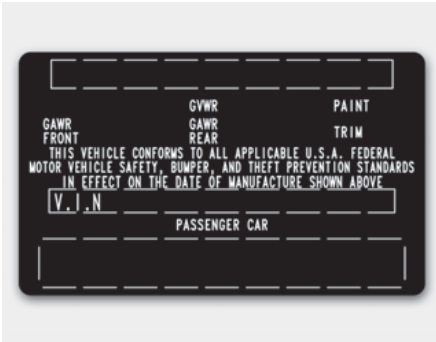 GVWR PAINT
GAWR GAWR TRIM
FRONT REAR
THIS VEHICLE CONFORMS TO ALL APPLICABLE U.S.A. FEDERAL
MOTOR VEHICLE SAFETY, BUMPER, AND THEFT PREVENTION STANDARDS
IN EFFECT ON THE DATE OF MANUFACTURE SHOWN ABOVE
V.I.N
PASSENGER CAR